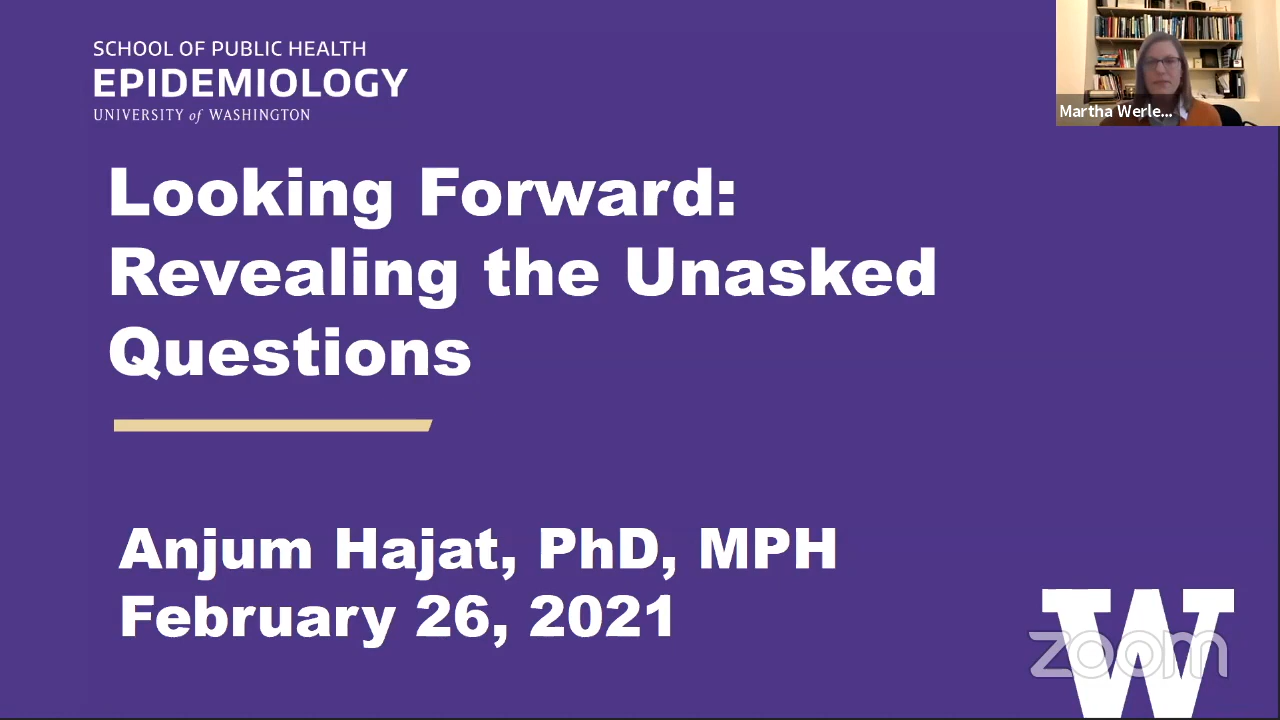 SCHOOL OF PUBLIC HEALTH
EPIDEMIOLOGY
UNIVERSITY of WASHINGTON
Martha Werle...
Looking Forward:
Revealing the Unasked
Questions
Anjum Hajat, PhD, MPH
February 26, 2021
W
zoom